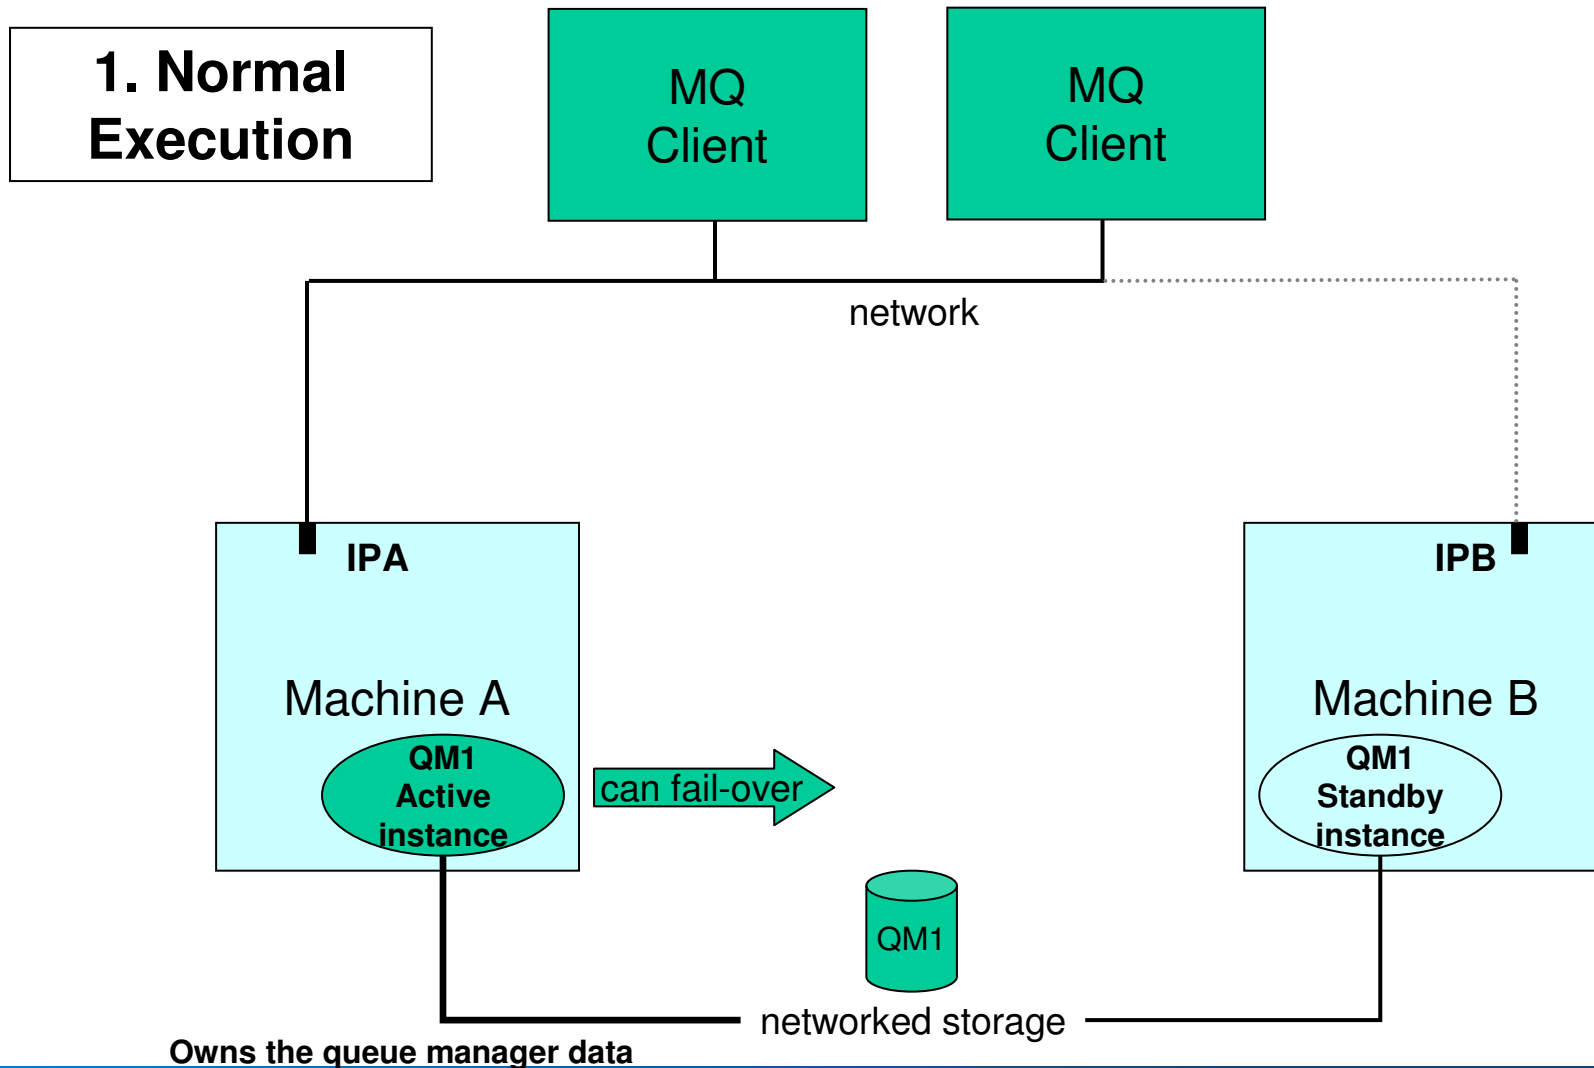 1. Normal
Execution
MQ
Client
MQ
Client
network
IPA
IPB
Machine A
Machine B
QM1
Active
instance
can fail-over
QM1
Standby
instance
QM1
networked storage
Owns the queue manager data